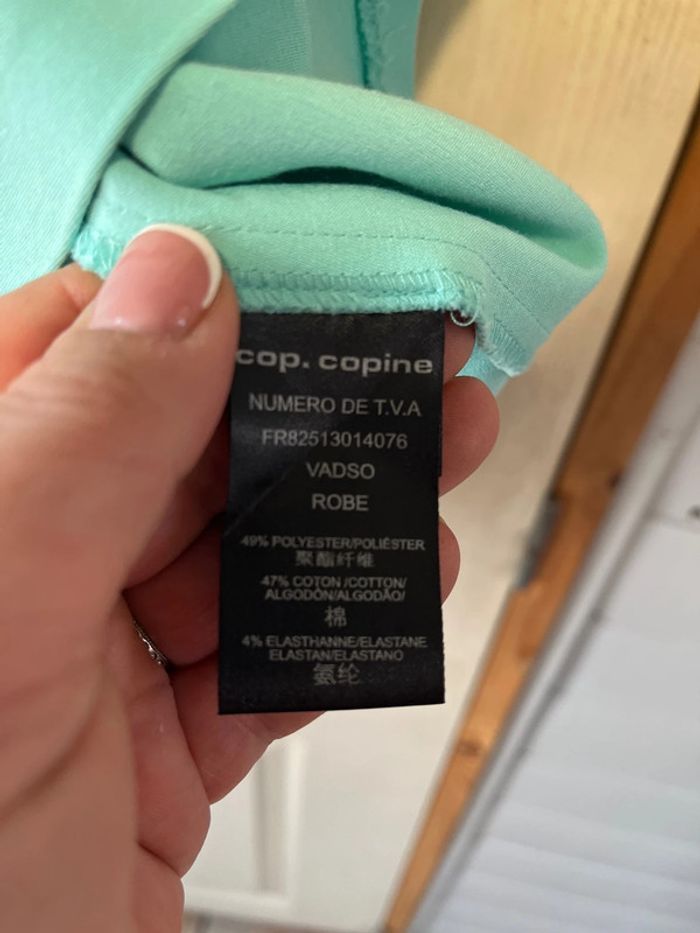 cop. copine
NUMERO DE T.V.A
FR82513014076
VADSO
ROBE
49% POLYESTER/POLIÉSTER
聚酯纤维
47% COTON /COTTON/
ALGODÓN/ALGODÃO/
棉
4% ELASTHANNE/ELASTANE
ELASTAN/ELASTANO
氨纶